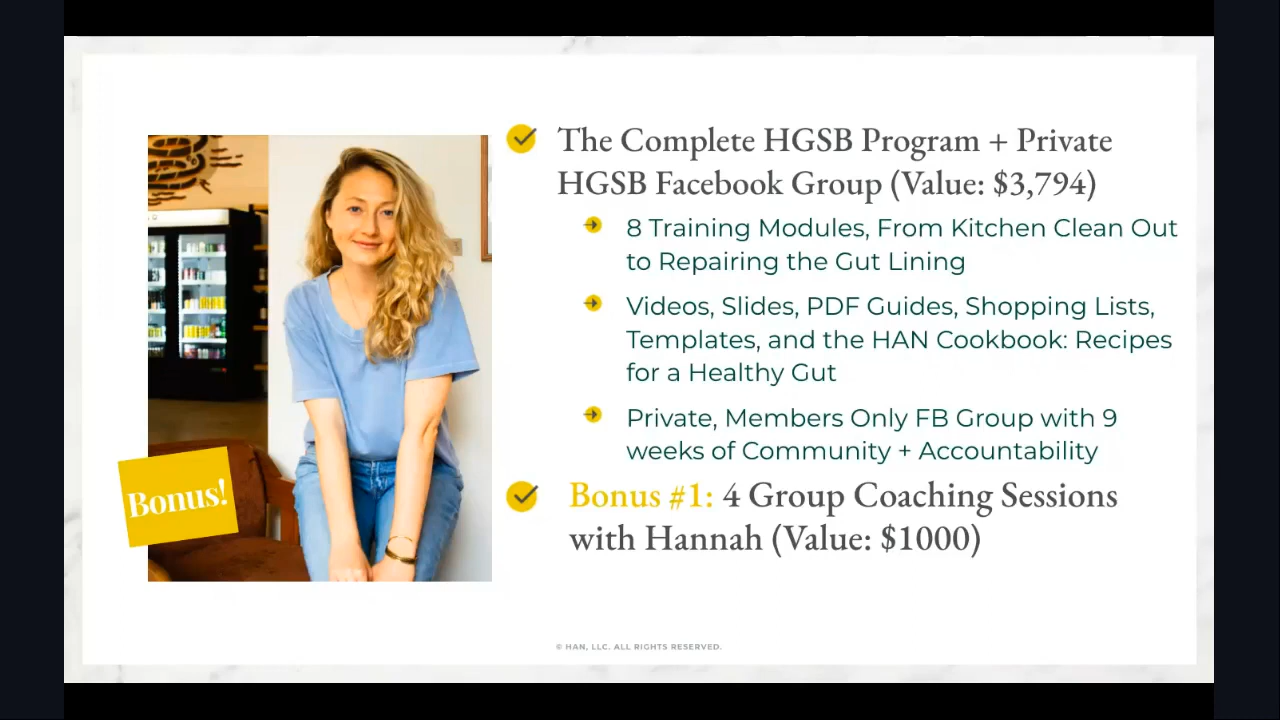 The Complete HGSB Program + Private
HGSB Facebook Group (Value: $3,794)
8 Training Modules, From Kitchen Clean Out
to Repairing the Gut Lining
Videos, Slides, PDF Guides, Shopping Lists,
Templates, and the HAN Cookbook: Recipes
for a Healthy Gut
Private, Members Only FB Group with 9
weeks of Community + Accountability
Bonus!
Bonus #1: 4 Group Coaching Sessions
with Hannah (Value: $1000)
© HAN, LLC. ALL RIGHTS RESERVED.